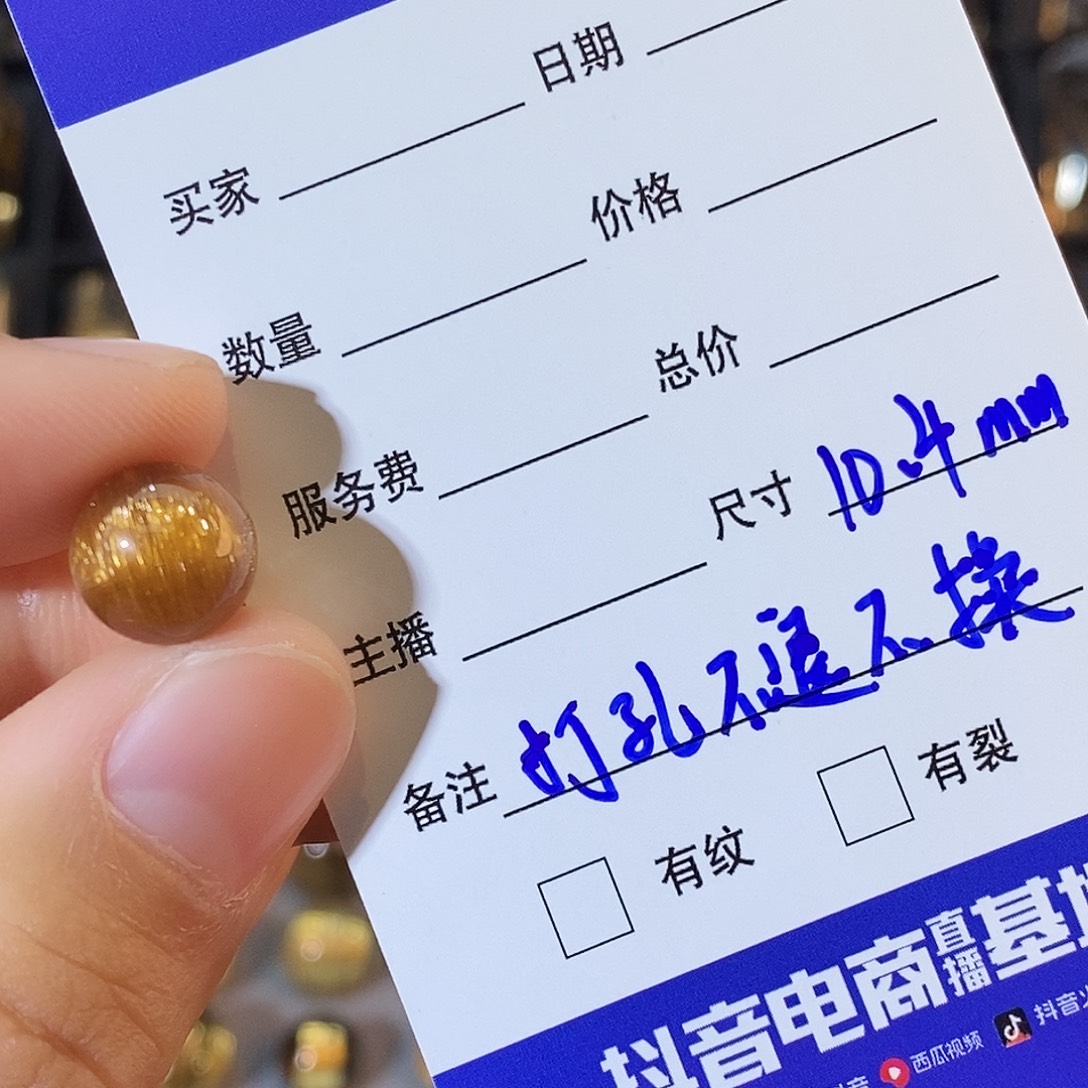 买家 日期
数量 价格
服务费 总价
主播 尺寸 10.4mm
备注 打孔不退不换
有纹 有裂
抖音电商直播基地
西瓜视频 抖音火